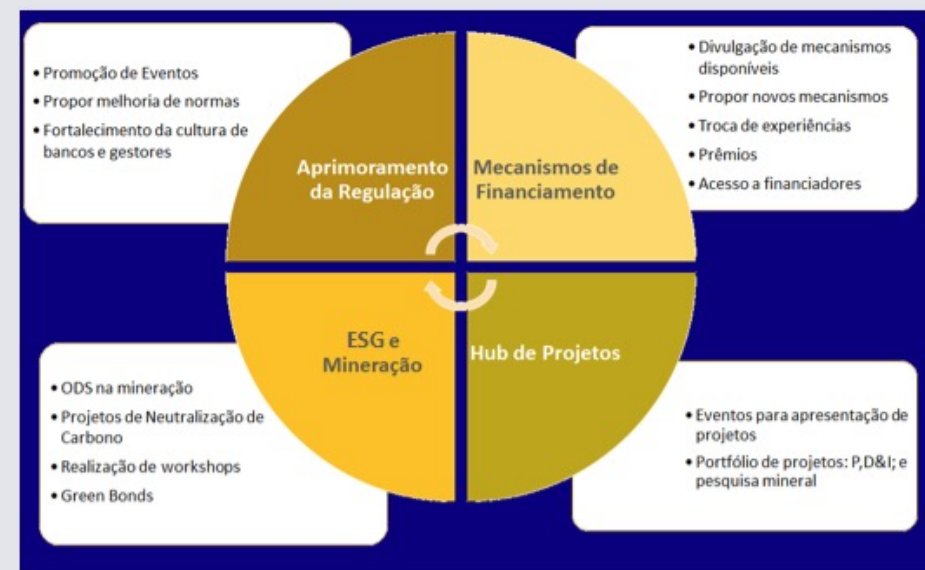 • Promoção de Eventos
• Propor melhoria de normas
• Fortalecimento da cultura de
bancos e gestores
Aprimoramento
da Regulação
Mecanismos de
Financiamento
• Divulgação de mecanismos
disponíveis
• Propor novos mecanismos
• Troca de experiências
• Prêmios
• Acesso a financiadores
• ODS na mineração
• Projetos de Neutralização de
Carbono
• Realização de workshops
• Green Bonds
ESG e
Mineração
Hub de Projetos
• Eventos para apresentação de
projetos
• Portfólio de projetos: P,D&I; e
pesquisa mineral